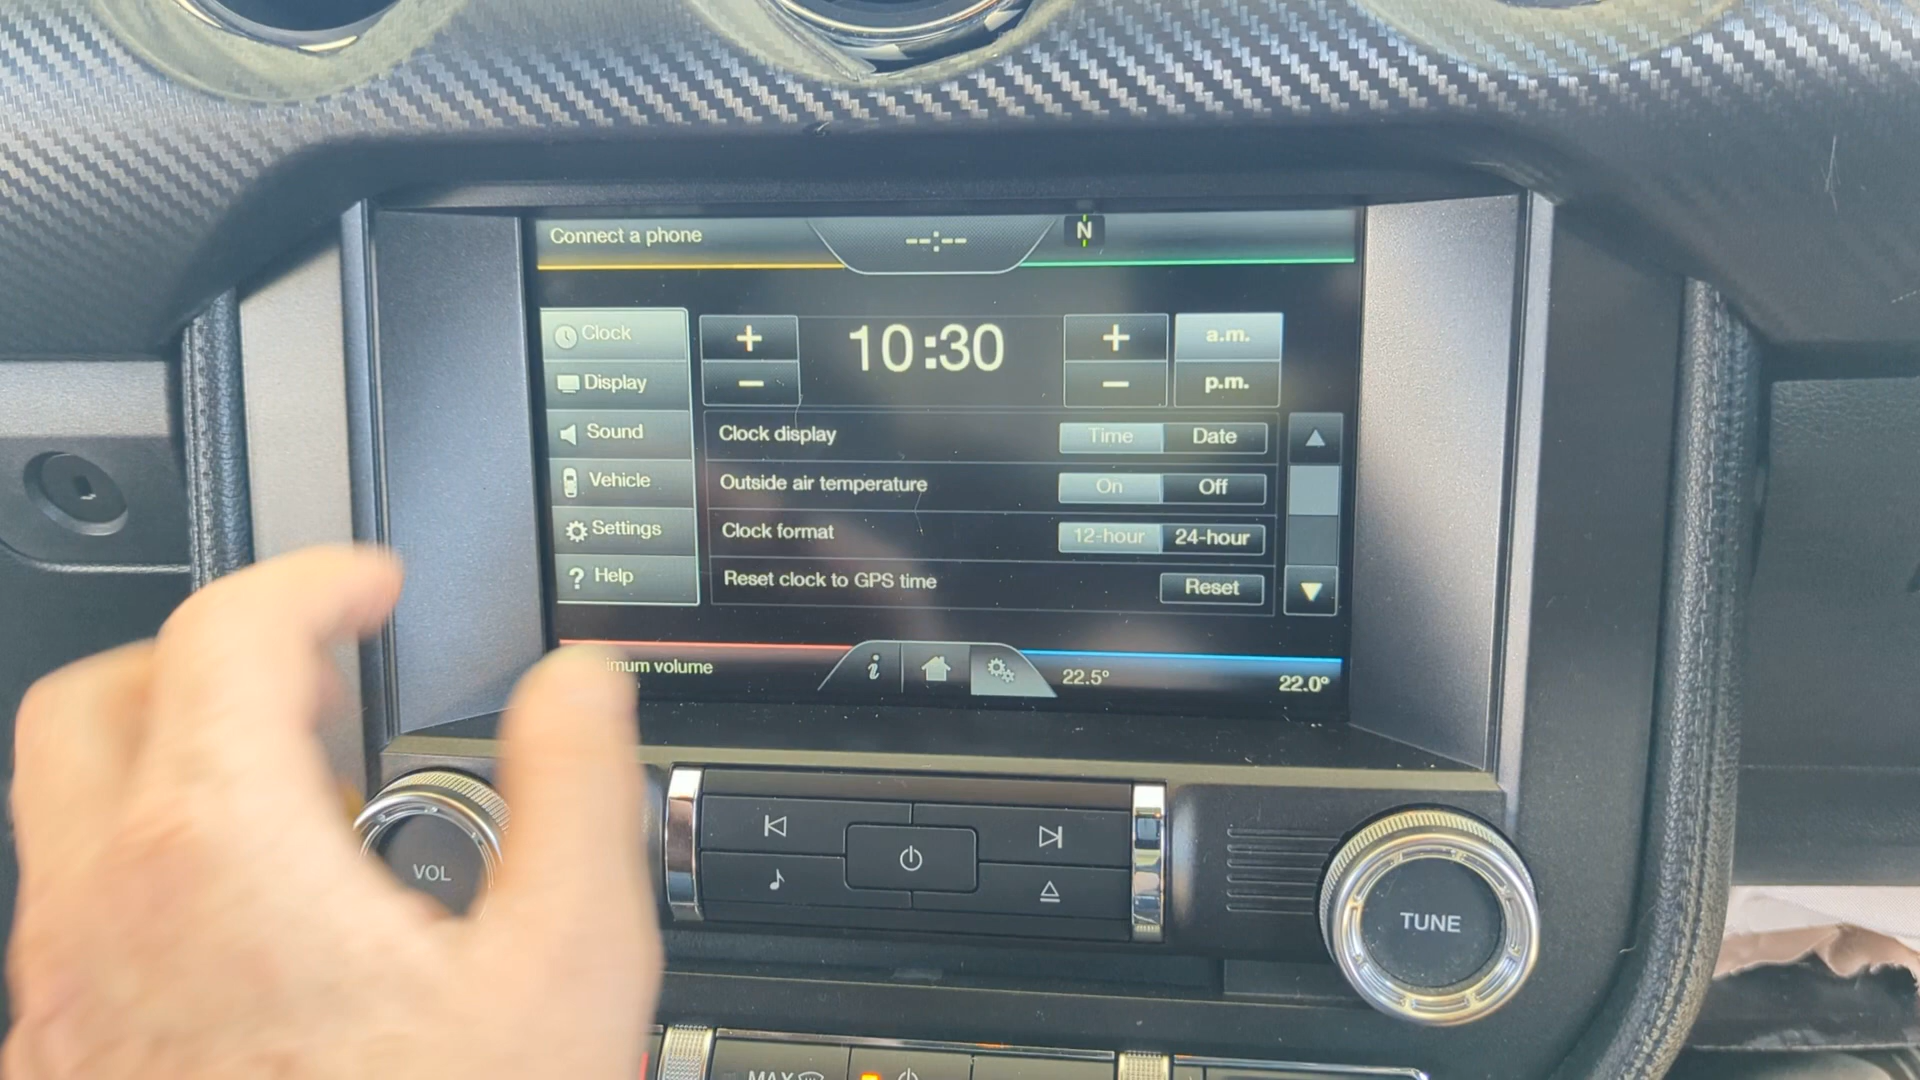 Connect a phone --:-- N
Clock 10:30 a.m.
Display p.m.
Sound Clock display Time Date
Vehicle Outside air temperature On Off
Settings Clock format 12-hour 24-hour
? Help Reset clock to GPS time Reset
volume i 22.5° 22.0°
VOL
TUNE
MAX